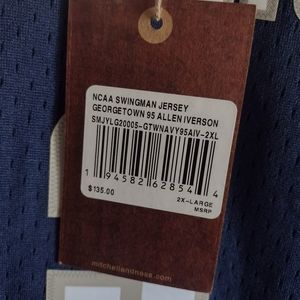 NCAA SWINGMAN JERSEY
GEORGETOWN 95 ALLEN IVERSON
SMJYLG20005-GTWNAVY95AIV-2XL
1 94582 62854 4
$135.00
2X-LARGE
MSRP
mitchellandness.com